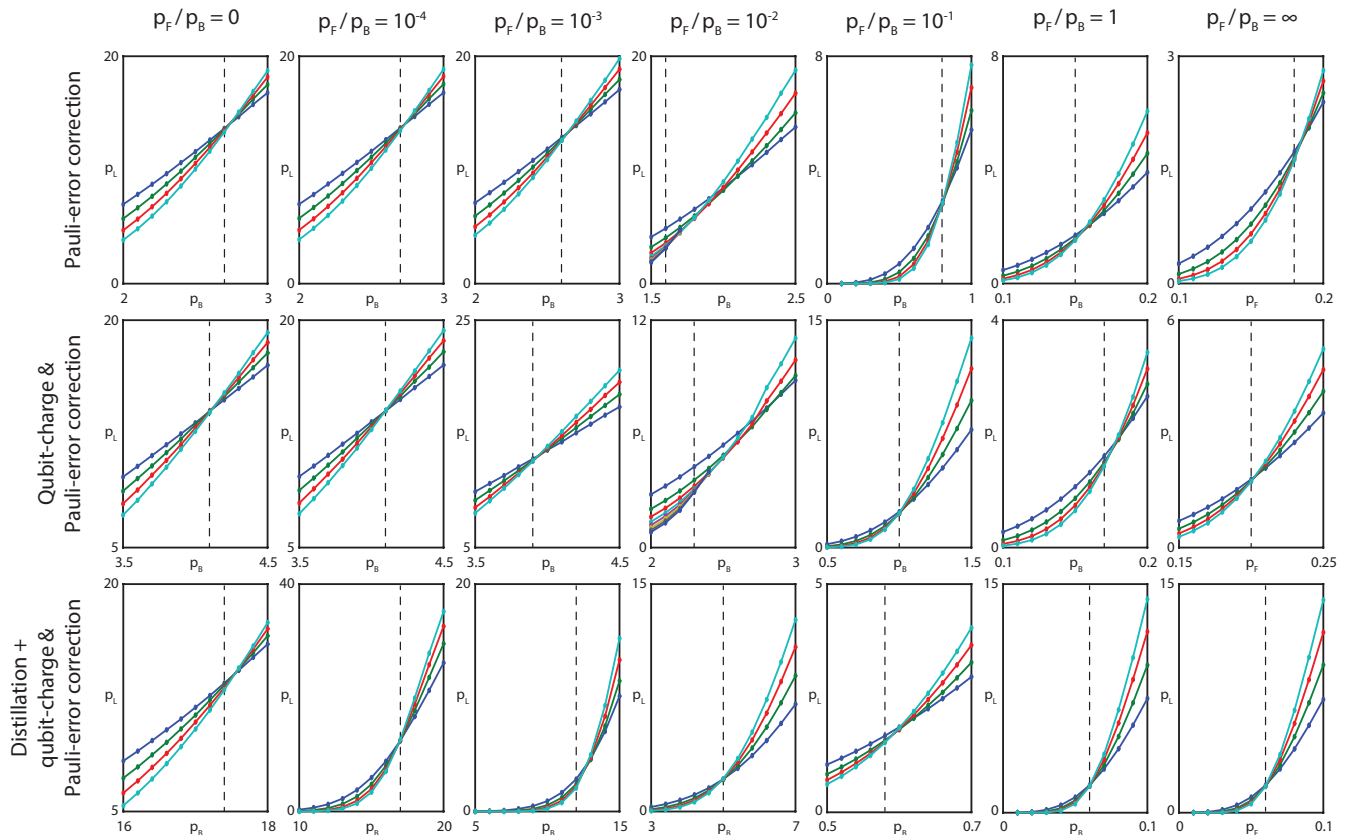 p_F / p_B = 0
p_F / p_B = 10^-4
p_F / p_B = 10^-3
p_F / p_B = 10^-2
p_F / p_B = 10^-1
p_F / p_B = 1
p_F / p_B = ∞
Pauli-error correction
20
p_L
0
2
p_B
3
20
p_L
0
2
p_B
3
20
p_L
0
2
p_B
3
20
p_L
0
1.5
p_B
2.5
8
p_L
0
0
p_B
1
8
p_L
0
0.1
p_B
0.2
3
p_L
0
0.1
p_F
0.2
Qubit-charge &
Pauli-error correction
20
p_L
5
3.5
p_B
4.5
20
p_L
5
3.5
p_B
4.5
25
p_L
0
3.5
p_B
4.5
12
p_L
0
2
p_B
3
15
p_L
0
0.5
p_B
1.5
4
p_L
0
0.1
p_B
0.2
6
p_L
0
0.15
p_F
0.25
Distillation +
qubit-charge &
Pauli-error correction
20
p_L
5
16
p_B
18
40
p_L
0
10
p_B
20
20
p_L
0
5
p_B
15
15
p_L
0
3
p_B
7
5
p_L
0
0.5
p_B
0.7
15
p_L
0
0
p_B
0.1
15
p_L
0
0
p_F
0.1